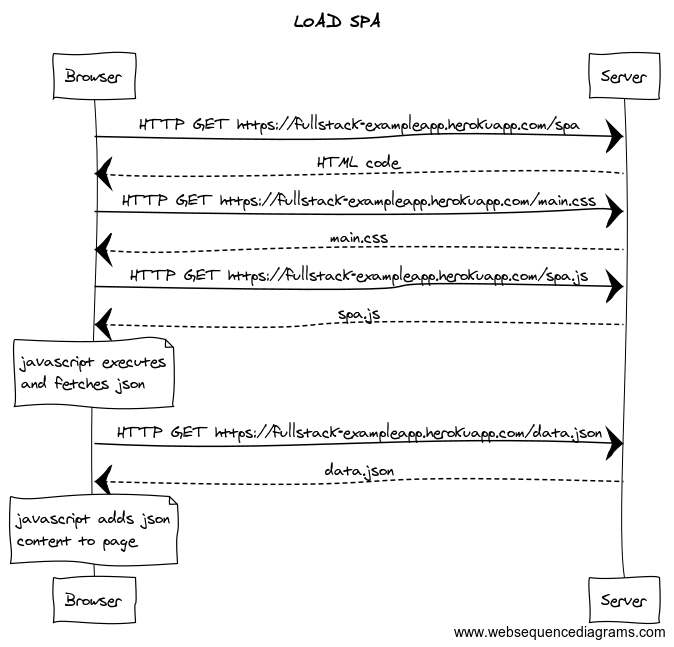 LOAD SPA
Browser
Server
HTTP GET https://fullstack-exampleapp.herokuapp.com/spa
HTML code
HTTP GET https://fullstack-exampleapp.herokuapp.com/main.css
main.css
HTTP GET https://fullstack-exampleapp.herokuapp.com/spa.js
spa.js
javascript executes
and fetches json
HTTP GET https://fullstack-exampleapp.herokuapp.com/data.json
data.json
javascript adds json
content to page
Browser
Server
www.websequencediagrams.com